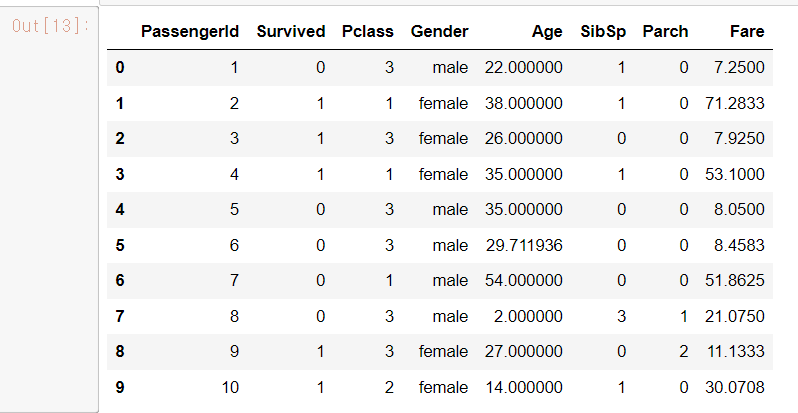 Out[13]:
PassengerId Survived Pclass Gender Age SibSp Parch Fare
0 1 0 3 male 22.000000 1 0 7.2500
1 2 1 1 female 38.000000 1 0 71.2833
2 3 1 3 female 26.000000 0 0 7.9250
3 4 1 1 female 35.000000 1 0 53.1000
4 5 0 3 male 35.000000 0 0 8.0500
5 6 0 3 male 29.711936 0 0 8.4583
6 7 0 1 male 54.000000 0 0 51.8625
7 8 0 3 male 2.000000 3 1 21.0750
8 9 1 3 female 27.000000 0 2 11.1333
9 10 1 2 female 14.000000 1 0 30.0708